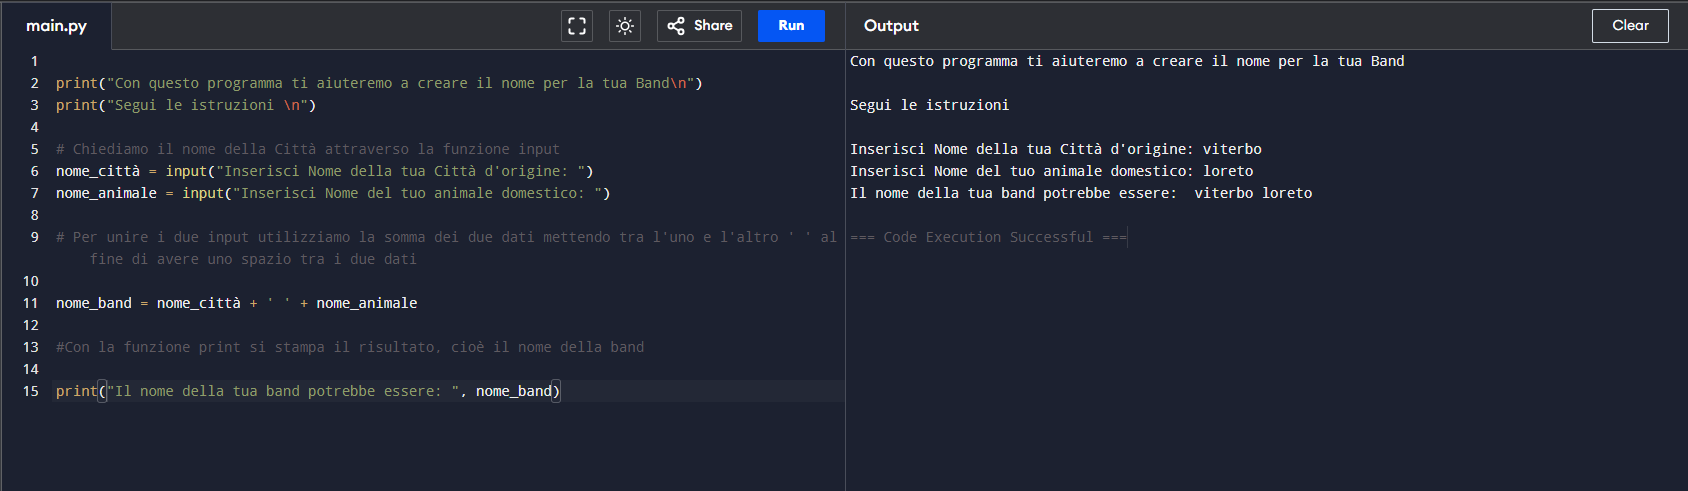 main.py
Share
Run
Output
Clear
1
2 print("Con questo programma ti aiuteremo a creare il nome per la tua Band\n")
3 print("Segui le istruzioni \n")
4
5 # Chiediamo il nome della Città attraverso la funzione input
6 nome_città = input("Inserisci Nome della tua Città d'origine: ")
7 nome_animale = input("Inserisci Nome del tuo animale domestico: ")
8
9 # Per unire i due input utilizziamo la somma dei due dati mettendo tra l'uno e l'altro ' ' al
fine di avere uno spazio tra i due dati
10
11 nome_band = nome_città + ' ' + nome_animale
12
13 #Con la funzione print si stampa il risultato, cioè il nome della band
14
15 print("Il nome della tua band potrebbe essere: ", nome_band)
Con questo programma ti aiuteremo a creare il nome per la tua Band
Segui le istruzioni
Inserisci Nome della tua Città d'origine: viterbo
Inserisci Nome del tuo animale domestico: loreto
Il nome della tua band potrebbe essere:  viterbo loreto
=== Code Execution Successful ===